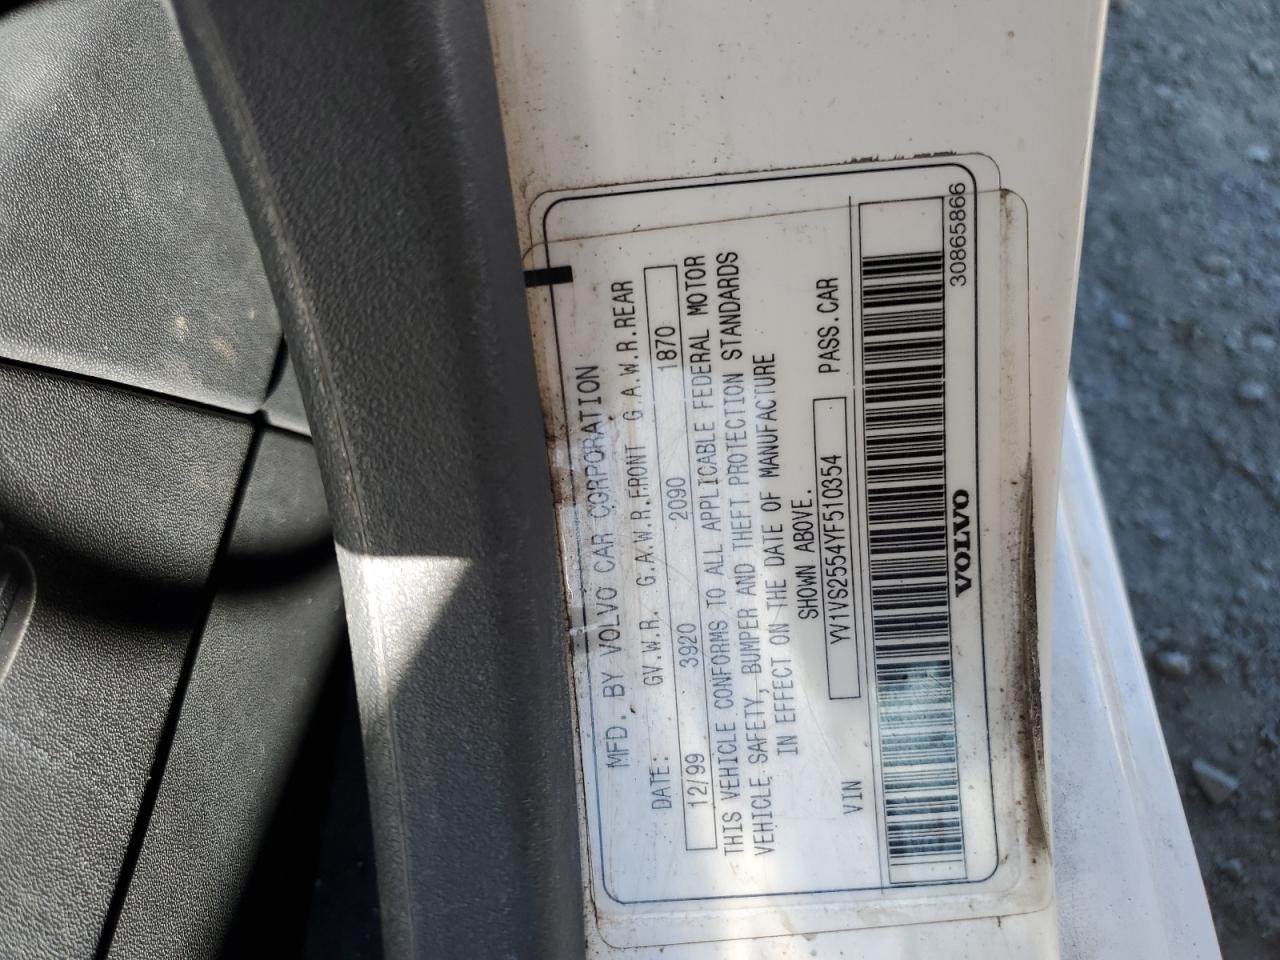 MFD. BY VOLVO CAR CORPORATION
DATE: GV.W.R. G.A.W.R.FRONT G.A.W.R.REAR
12/99 3920 2090 1870
THIS VEHICLE CONFORMS TO ALL APPLICABLE FEDERAL MOTOR
VEHICLE SAFETY, BUMPER AND THEFT PROTECTION STANDARDS
IN EFFECT ON THE DATE OF MANUFACTURE
SHOWN ABOVE.
VIN YV1VS2554YF510354 PASS.CAR
VOLVO
30865866